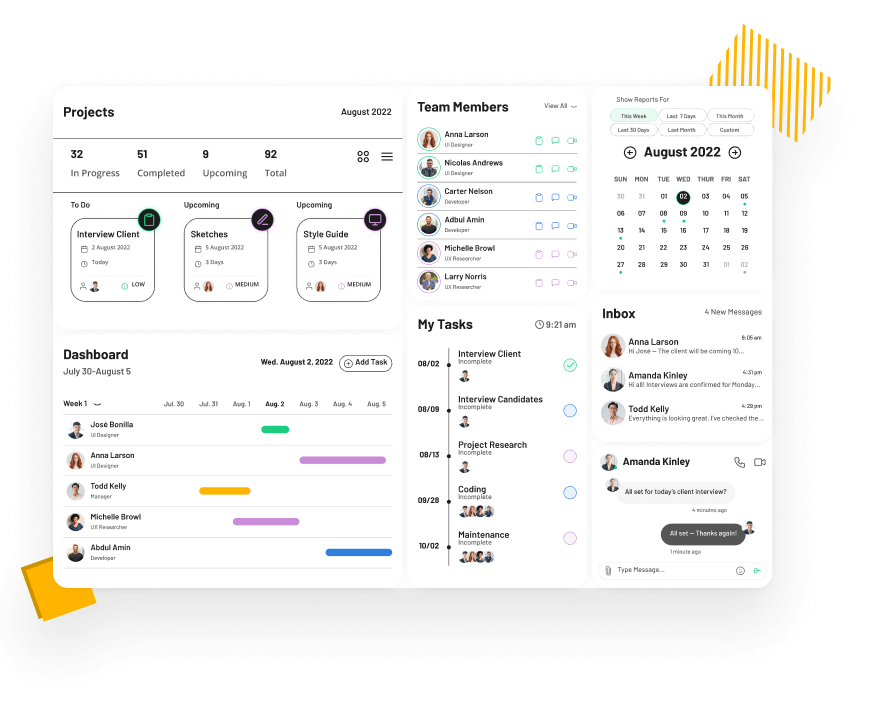 Projects
August 2022
32
51
9
92
In Progress
Completed
Upcoming
Total
To Do
Upcoming
Upcoming
Interview Client
2 August 2022
Today
LOW
Sketches
5 August 2022
3 Days
MEDIUM
Style Guide
5 August 2022
3 Days
MEDIUM
Dashboard
July 30-August 5
Wed. August 2, 2022
Add Task
Week 1
Jul. 30
Jul. 31
Aug. 1
Aug. 2
Aug. 3
Aug. 4
Aug. 5
José Bonilla
UI Designer
Anna Larson
UI Designer
Todd Kelly
Manager
Michelle Browl
UX Researcher
Abdul Amin
Developer
Team Members
View All
Anna Larson
UI Designer
Nicolas Andrews
UI Designer
Carter Nelson
Developer
Adbul Amin
Developer
Michelle Browl
UX Researcher
Larry Norris
UX Researcher
My Tasks
9:21 am
08/02
Interview Client
Incomplete
08/09
Interview Candidates
Incomplete
08/13
Project Research
Incomplete
09/28
Coding
Incomplete
10/02
Maintenance
Incomplete
Show Reports For
This Week
Last 7 Days
This Month
Last 30 Days
Last Month
Custom
August 2022
SUN MON TUE WED THUR FRI SAT
30 31 01 02 03 04 05
06 07 08 09 10 11 12
13 14 15 16 17 18 19
20 21 22 23 24 25 26
27 28 29 30 31 01 02
Inbox
4 New Messages
Anna Larson
9:05 am
Hi José — The client will be coming 10...
Amanda Kinley
4:31 pm
Hi all! Interviews are confirmed for Monday...
Todd Kelly
4:29 pm
Everything is looking great. I've checked the...
Amanda Kinley
All set for today's client interview?
4 minutes ago
All set — Thanks again!
1 minute ago
Type Message...